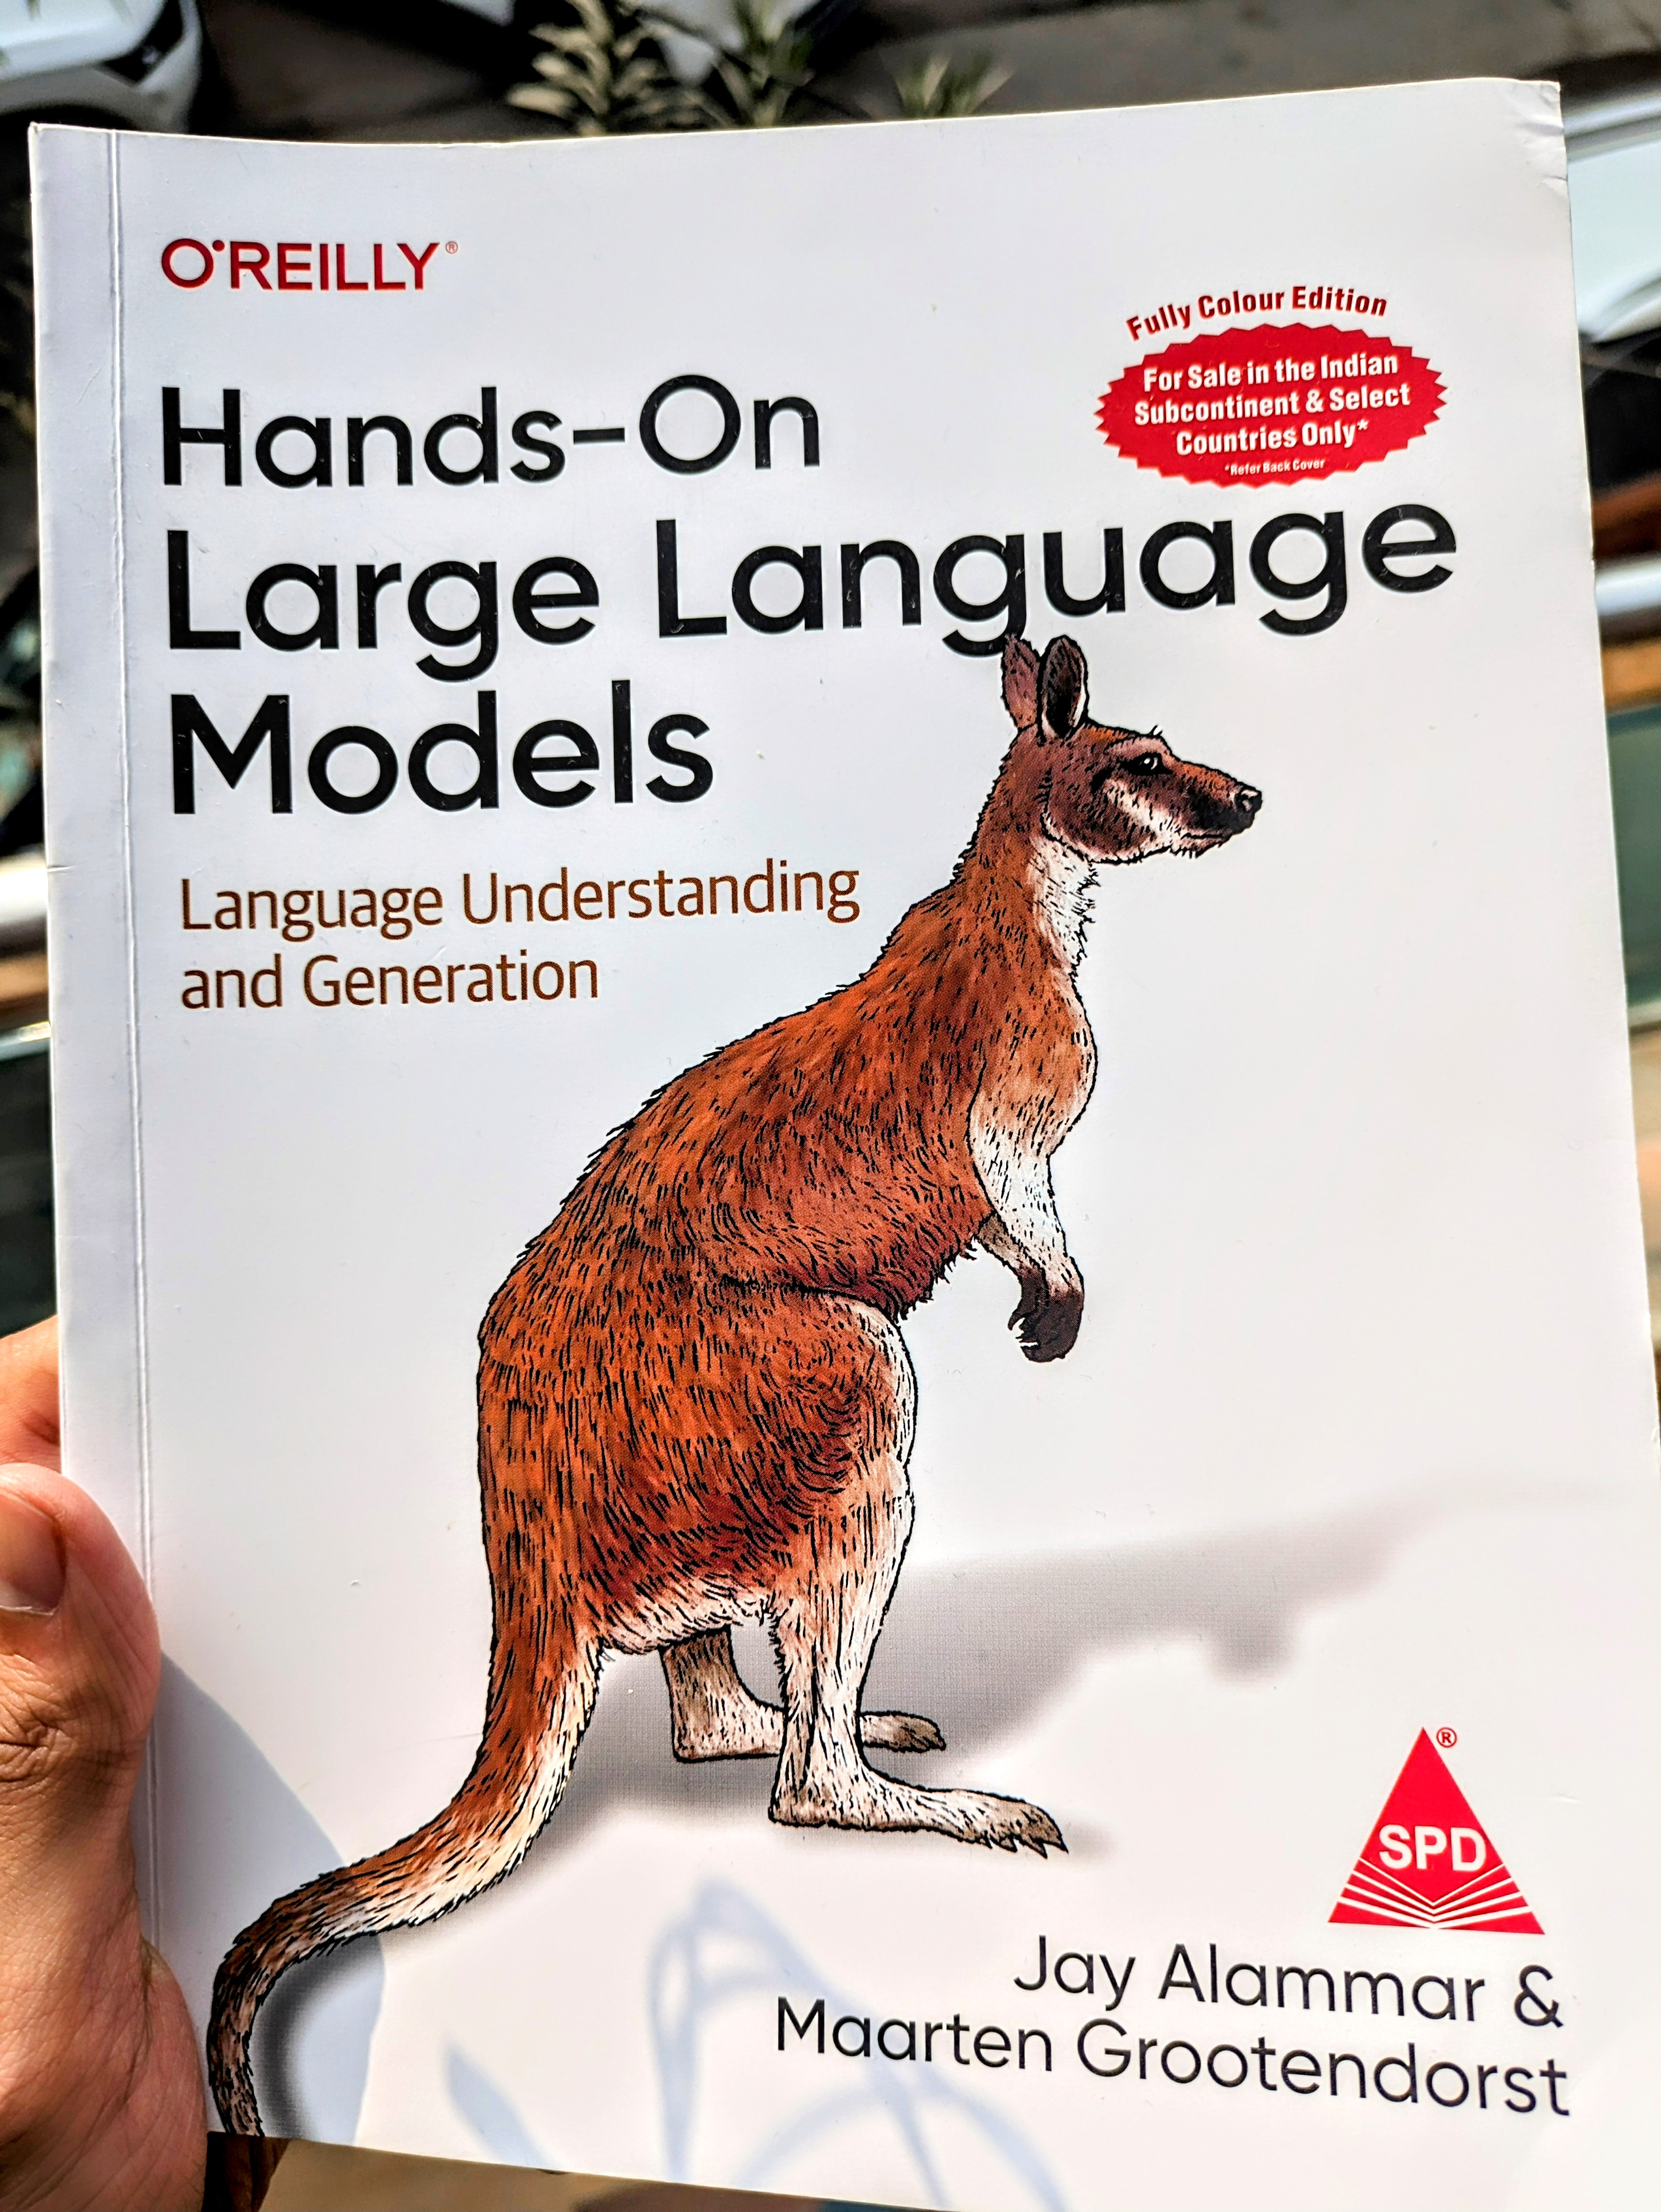 O'REILLY®
Fully Colour Edition
For Sale in the Indian
Subcontinent & Select
Countries Only*
*Refer Back Cover
Hands-On
Large Language
Models
Language Understanding
and Generation
®
SPD
Jay Alammar &
Maarten Grootendorst